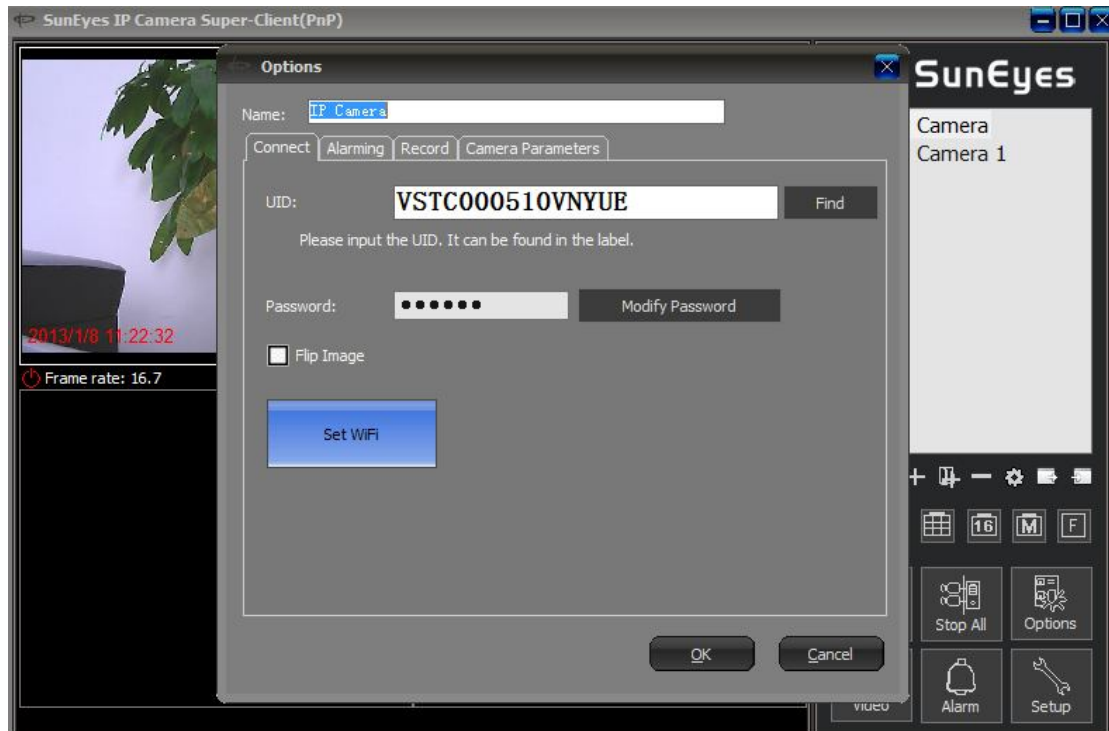 SunEyes IP Camera Super-Client(PnP)
Options
SunEyes
Name: IP Camera
Camera
Camera 1
Connect Alarming Record Camera Parameters
UID: VSTC000510VNYUE Find
Please input the UID. It can be found in the label.
Password: ●●●●●● Modify Password
2013/1/8 11:22:32
Flip Image
Frame rate: 16.7
Set WiFi
16 M F
Stop All Options
OK Cancel
Video Alarm Setup